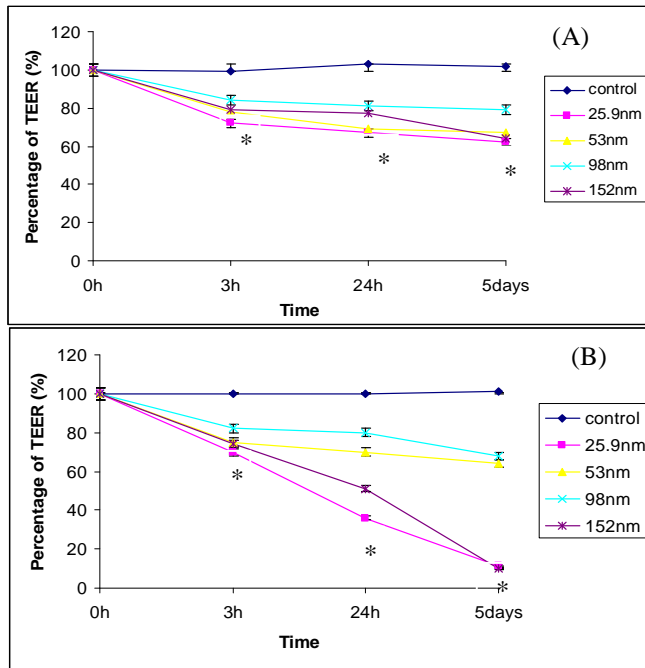 (A)
Percentage of TEER (%)
120
100
80
60
40
20
0
*
*
*
0h
3h
24h
5days
Time
control
25.9nm
53nm
98nm
152nm
(B)
Percentage of TEER (%)
120
100
80
60
40
20
0
*
*
*
0h
3h
24h
5days
Time
control
25.9nm
53nm
98nm
152nm